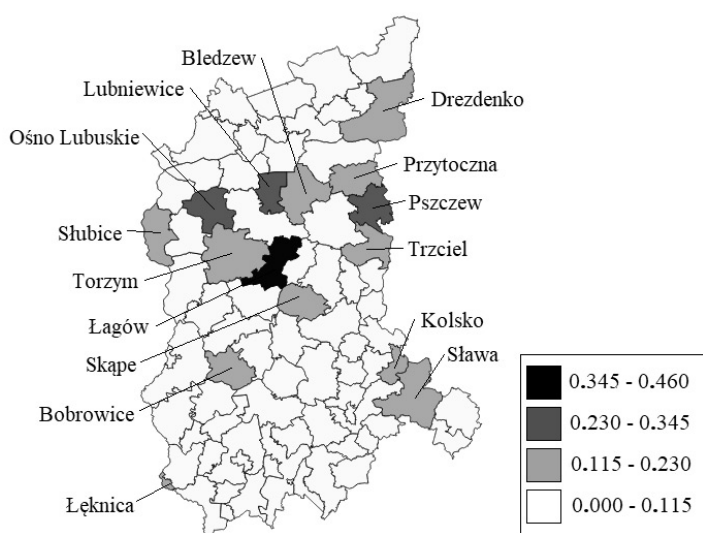 Bledzew
Lubniewice
Drezdenko
Ośno Lubuskie
Przytoczna
Pszczew
Słubice
Trzciel
Torzym
Łagów
Kolsko
Skąpe
Sława
Bobrowice
Łęknica
0.345 - 0.460
0.230 - 0.345
0.115 - 0.230
0.000 - 0.115